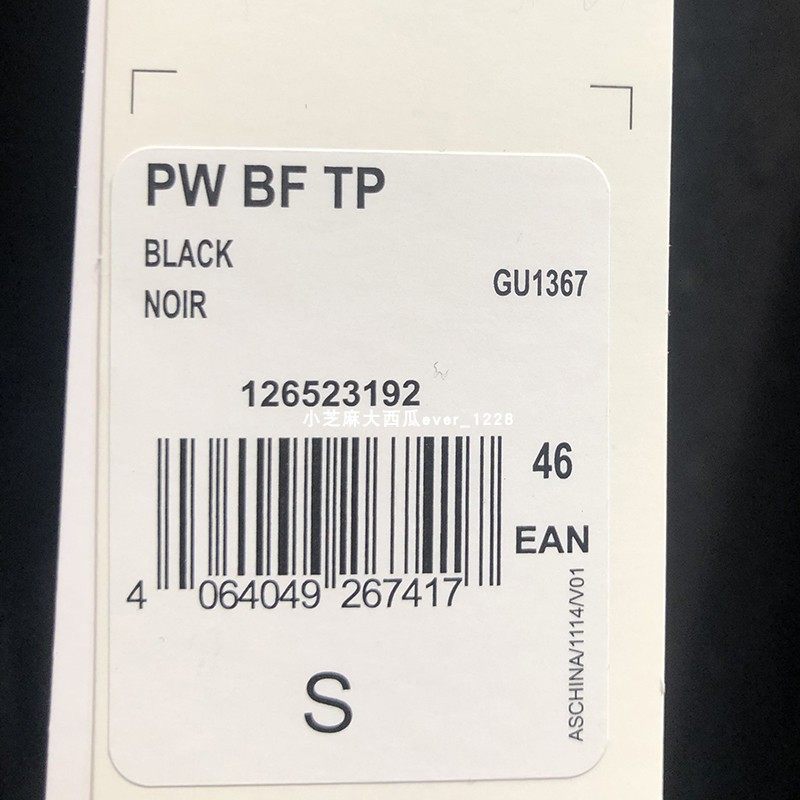 PW BF TP
BLACK
NOIR
GU1367
126523192
小芝麻大西瓜ever_1228
46
EAN
4 064049 267417
S
ASCHINA/1114/V01